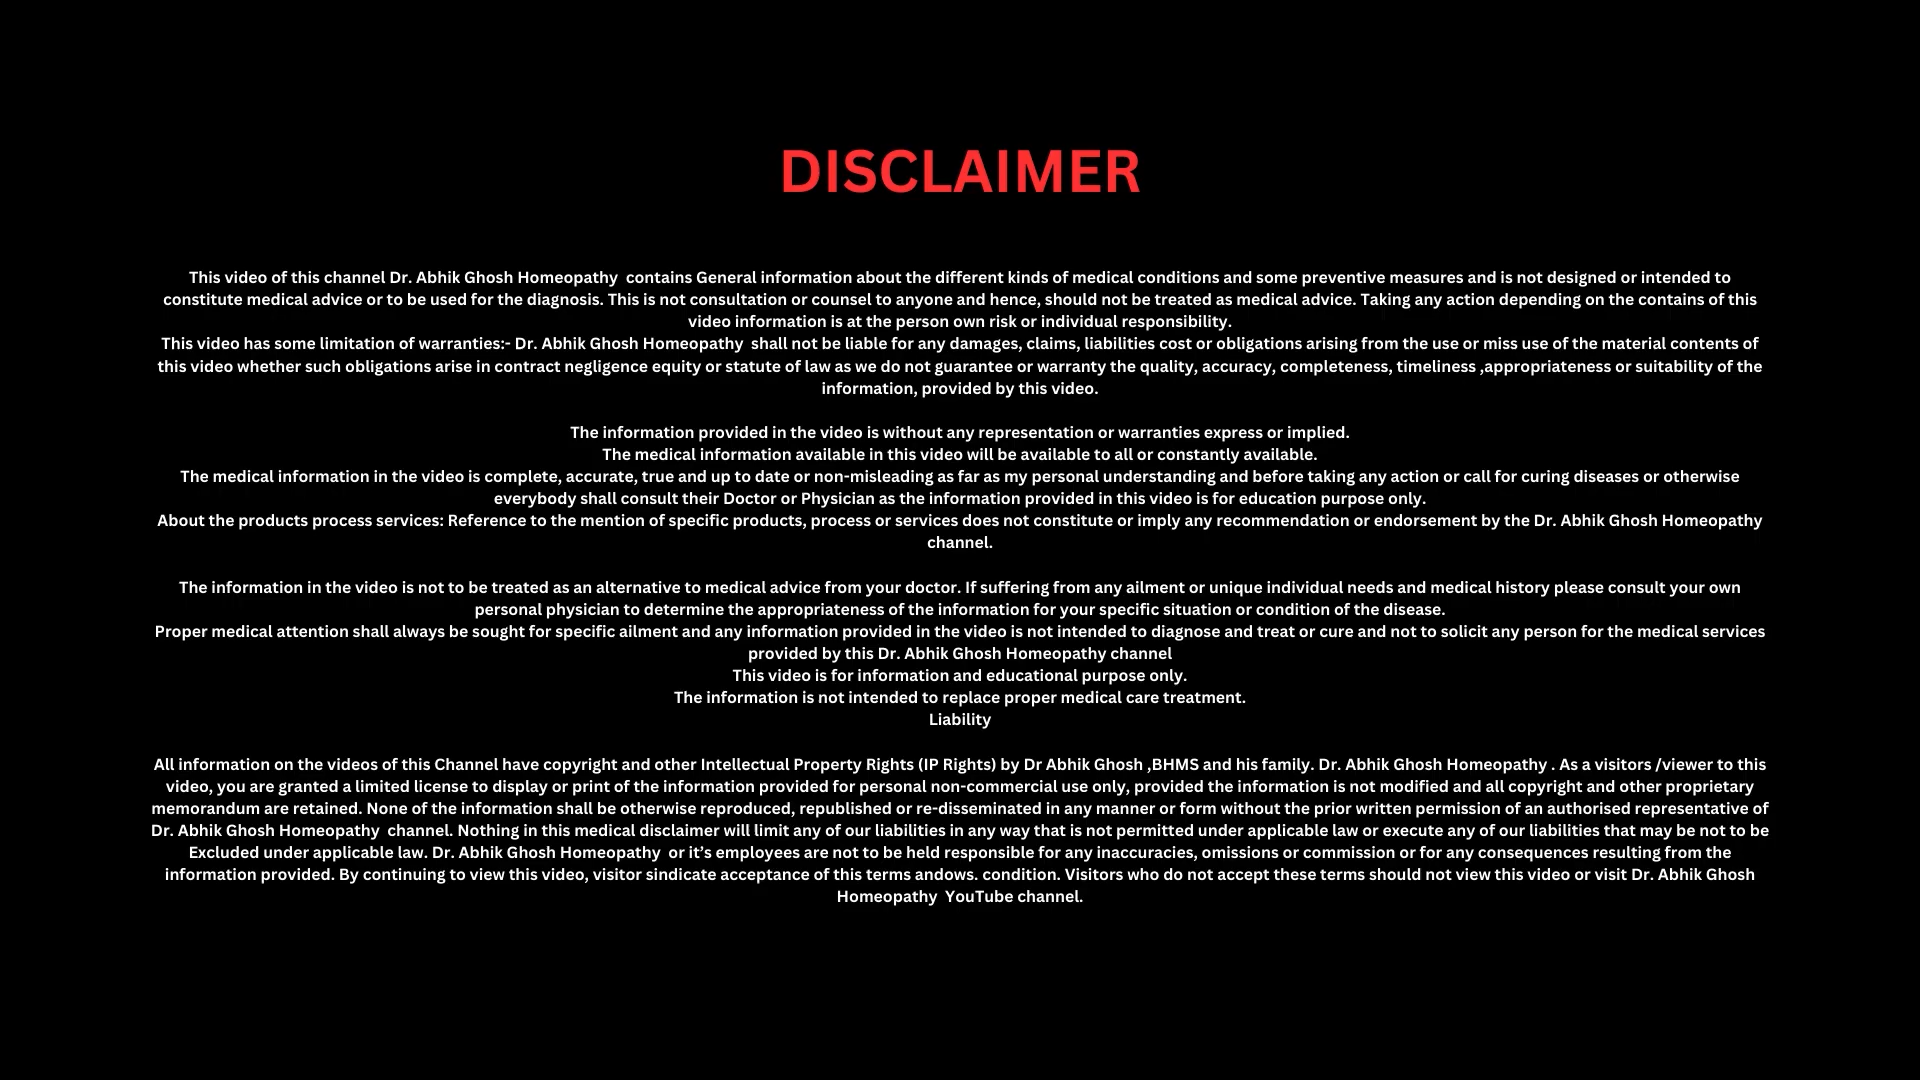 DISCLAIMER
This video of this channel Dr. Abhik Ghosh Homeopathy contains General information about the different kinds of medical conditions and some preventive measures and is not designed or intended to
constitute medical advice or to be used for the diagnosis. This is not consultation or counsel to anyone and hence, should not be treated as medical advice. Taking any action depending on the contains of this
video information is at the person own risk or individual responsibility.
This video has some limitation of warranties:- Dr. Abhik Ghosh Homeopathy shall not be liable for any damages, claims, liabilities cost or obligations arising from the use or miss use of the material contents of
this video whether such obligations arise in contract negligence equity or statute of law as we do not guarantee or warranty the quality, accuracy, completeness, timeliness ,appropriateness or suitability of the
information, provided by this video.
The information provided in the video is without any representation or warranties express or implied.
The medical information available in this video will be available to all or constantly available.
The medical information in the video is complete, accurate, true and up to date or non-misleading as far as my personal understanding and before taking any action or call for curing diseases or otherwise
everybody shall consult their Doctor or Physician as the information provided in this video is for education purpose only.
About the products process services: Reference to the mention of specific products, process or services does not constitute or imply any recommendation or endorsement by the Dr. Abhik Ghosh Homeopathy
channel.
The information in the video is not to be treated as an alternative to medical advice from your doctor. If suffering from any ailment or unique individual needs and medical history please consult your own
personal physician to determine the appropriateness of the information for your specific situation or condition of the disease.
Proper medical attention shall always be sought for specific ailment and any information provided in the video is not intended to diagnose and treat or cure and not to solicit any person for the medical services
provided by this Dr. Abhik Ghosh Homeopathy channel
This video is for information and educational purpose only.
The information is not intended to replace proper medical care treatment.
Liability
All information on the videos of this Channel have copyright and other Intellectual Property Rights (IP Rights) by Dr Abhik Ghosh ,BHMS and his family. Dr. Abhik Ghosh Homeopathy . As a visitors /viewer to this
video, you are granted a limited license to display or print of the information provided for personal non-commercial use only, provided the information is not modified and all copyright and other proprietary
memorandum are retained. None of the information shall be otherwise reproduced, republished or re-disseminated in any manner or form without the prior written permission of an authorised representative of
Dr. Abhik Ghosh Homeopathy channel. Nothing in this medical disclaimer will limit any of our liabilities in any way that is not permitted under applicable law or execute any of our liabilities that may be not to be
Excluded under applicable law. Dr. Abhik Ghosh Homeopathy or it’s employees are not to be held responsible for any inaccuracies, omissions or commission or for any consequences resulting from the
information provided. By continuing to view this video, visitor sindicate acceptance of this terms andows. condition. Visitors who do not accept these terms should not view this video or visit Dr. Abhik Ghosh
Homeopathy YouTube channel.